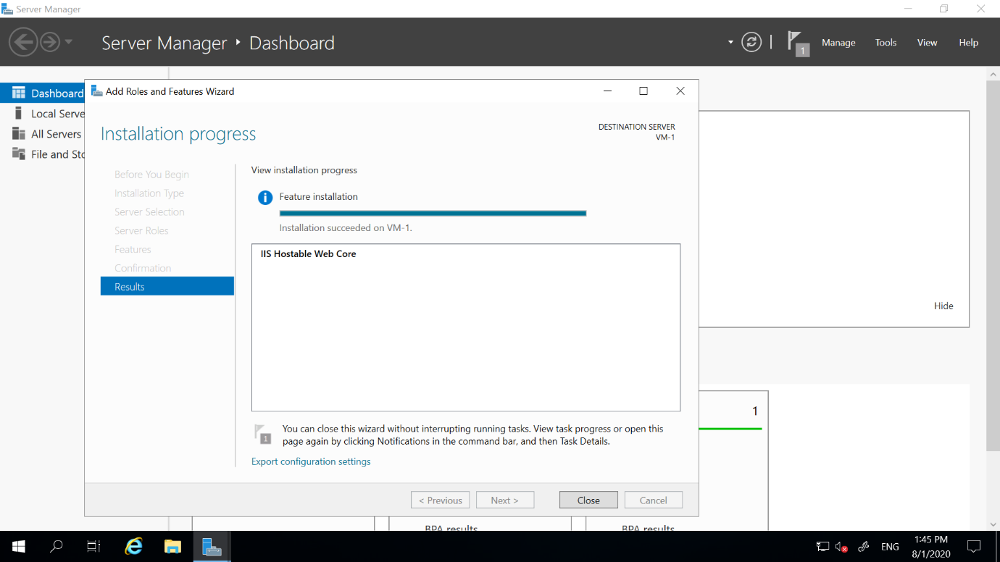 Server Manager
Server Manager Dashboard
1
Manage
Tools
View
Help
Dashboard
Local Serve
All Servers
File and Sto
Add Roles and Features Wizard
Installation progress
DESTINATION SERVER
VM-1
Before You Begin
Installation Type
Server Selection
Server Roles
Features
Confirmation
Results
View installation progress
Feature installation
Installation succeeded on VM-1.
IIS Hostable Web Core
1
You can close this wizard without interrupting running tasks. View task progress or open this
page again by clicking Notifications in the command bar, and then Task Details.
Export configuration settings
< Previous
Next >
Close
Cancel
Hide
1
BPA results
BPA results
ENG
1:45 PM
8/1/2020